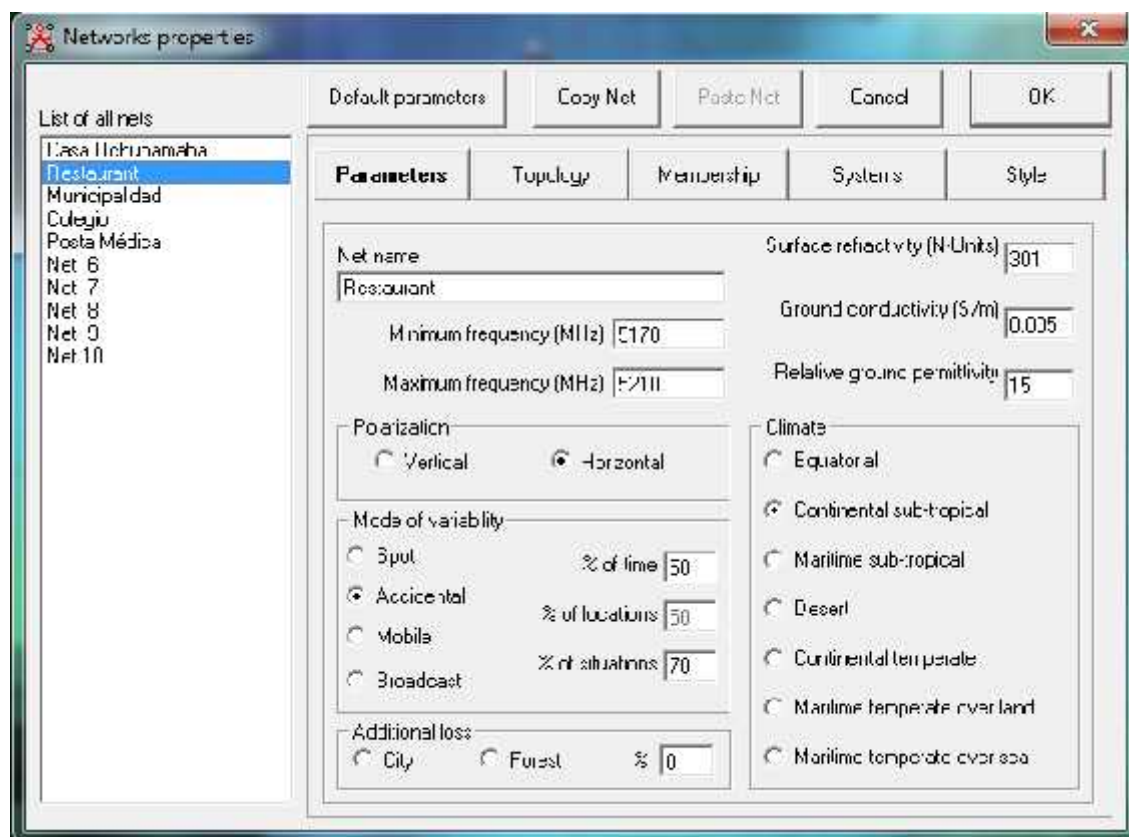 Networks properties
Default parameters
Copy Net
Paste Net
Cancel
OK
List of all nets
Casa
Restaurant
Municipalidad
Colegio
Posta Médica
Net 6
Net 7
Net 8
Net 9
Net 10
Parameters
Topology
Membership
Systems
Style
Net name
Restaurant
Minimum frequency (MHz) 5170
Maximum frequency (MHz) 5210
Surface refractivity (N-Units) 301
Ground conductivity (S/m) 0.005
Relative ground permittivity 15
Polarization
Vertical
Horizontal
Mode of variability
Spot
Accidental
Mobile
Broadcast
% of time 50
% of locations 50
% of situations 70
Additional loss
City
Forest
% 0
Climate
Equatorial
Continental sub-tropical
Maritime sub-tropical
Desert
Continental temperate
Maritime temperate over land
Maritime temperate over sea